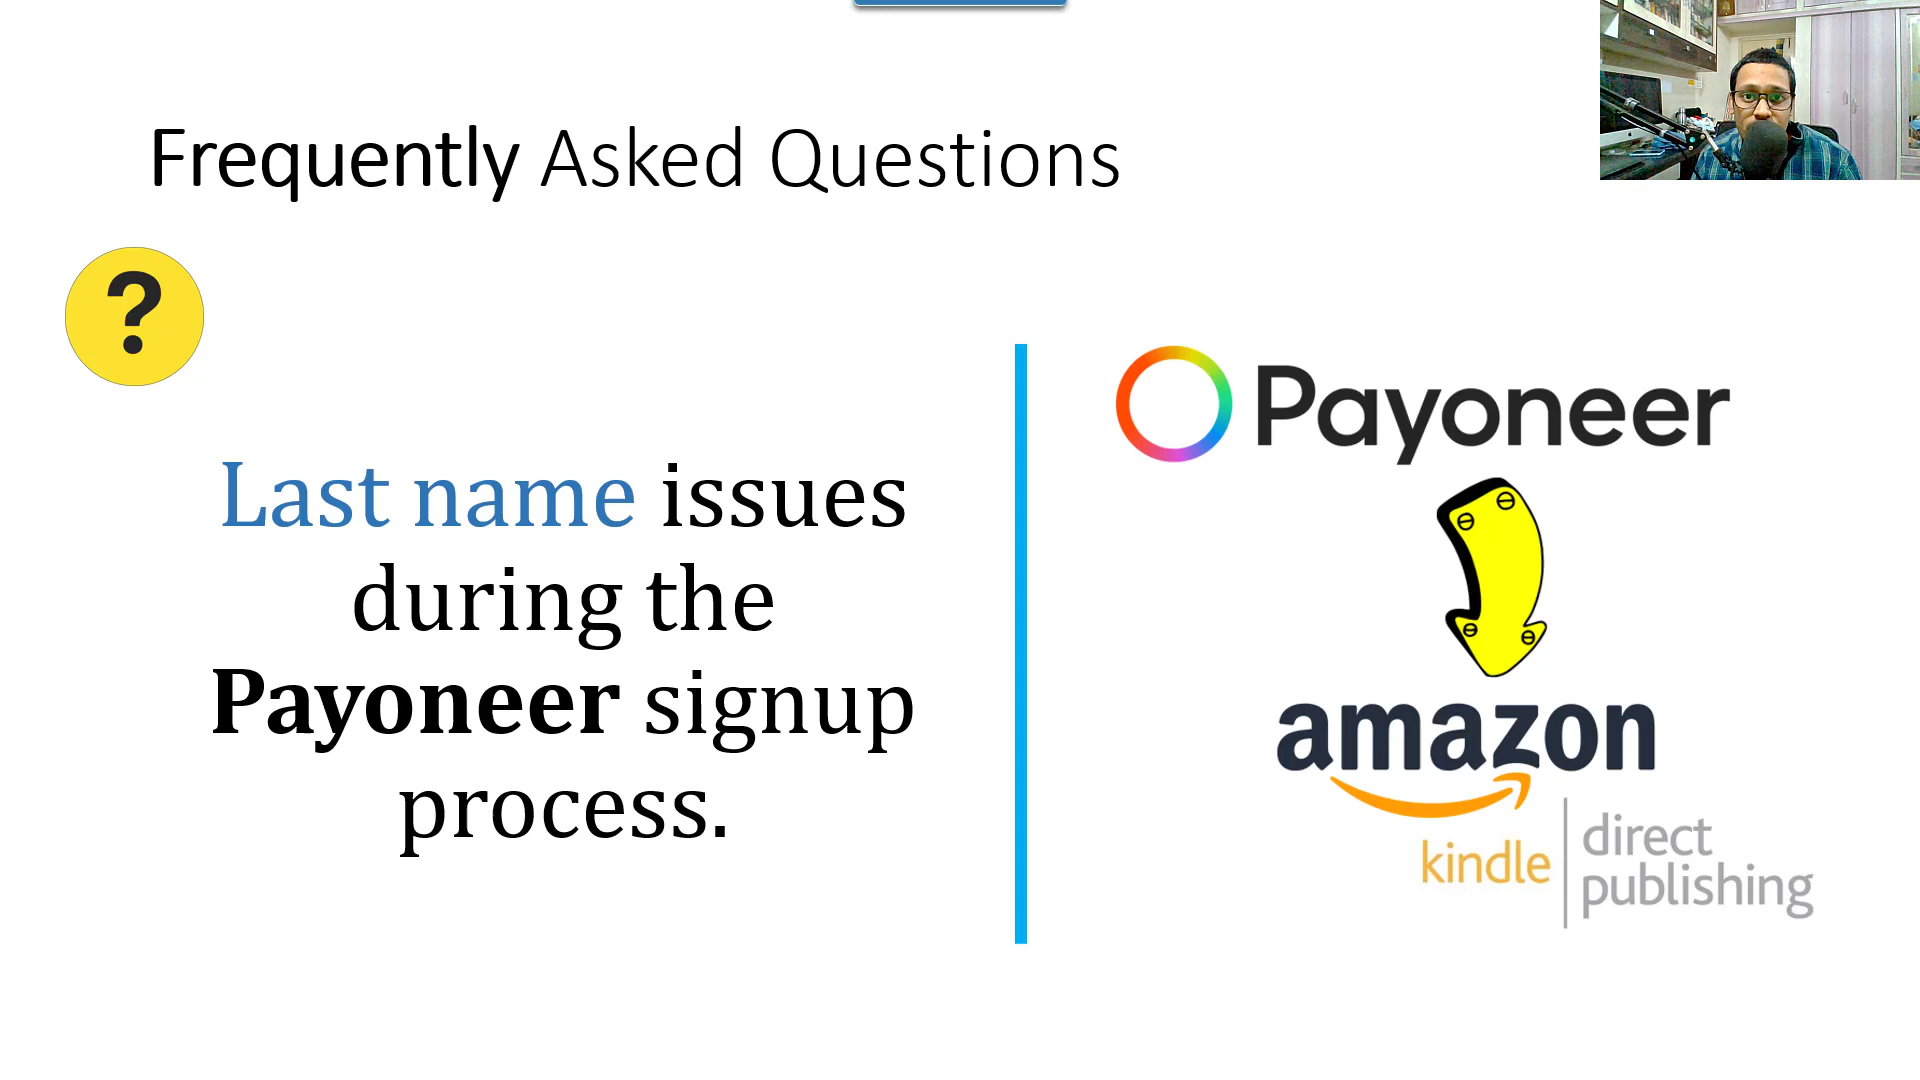 Frequently Asked Questions
?
Last name issues
during the
Payoneer signup
process.
Payoneer
amazon
kindle
direct
publishing